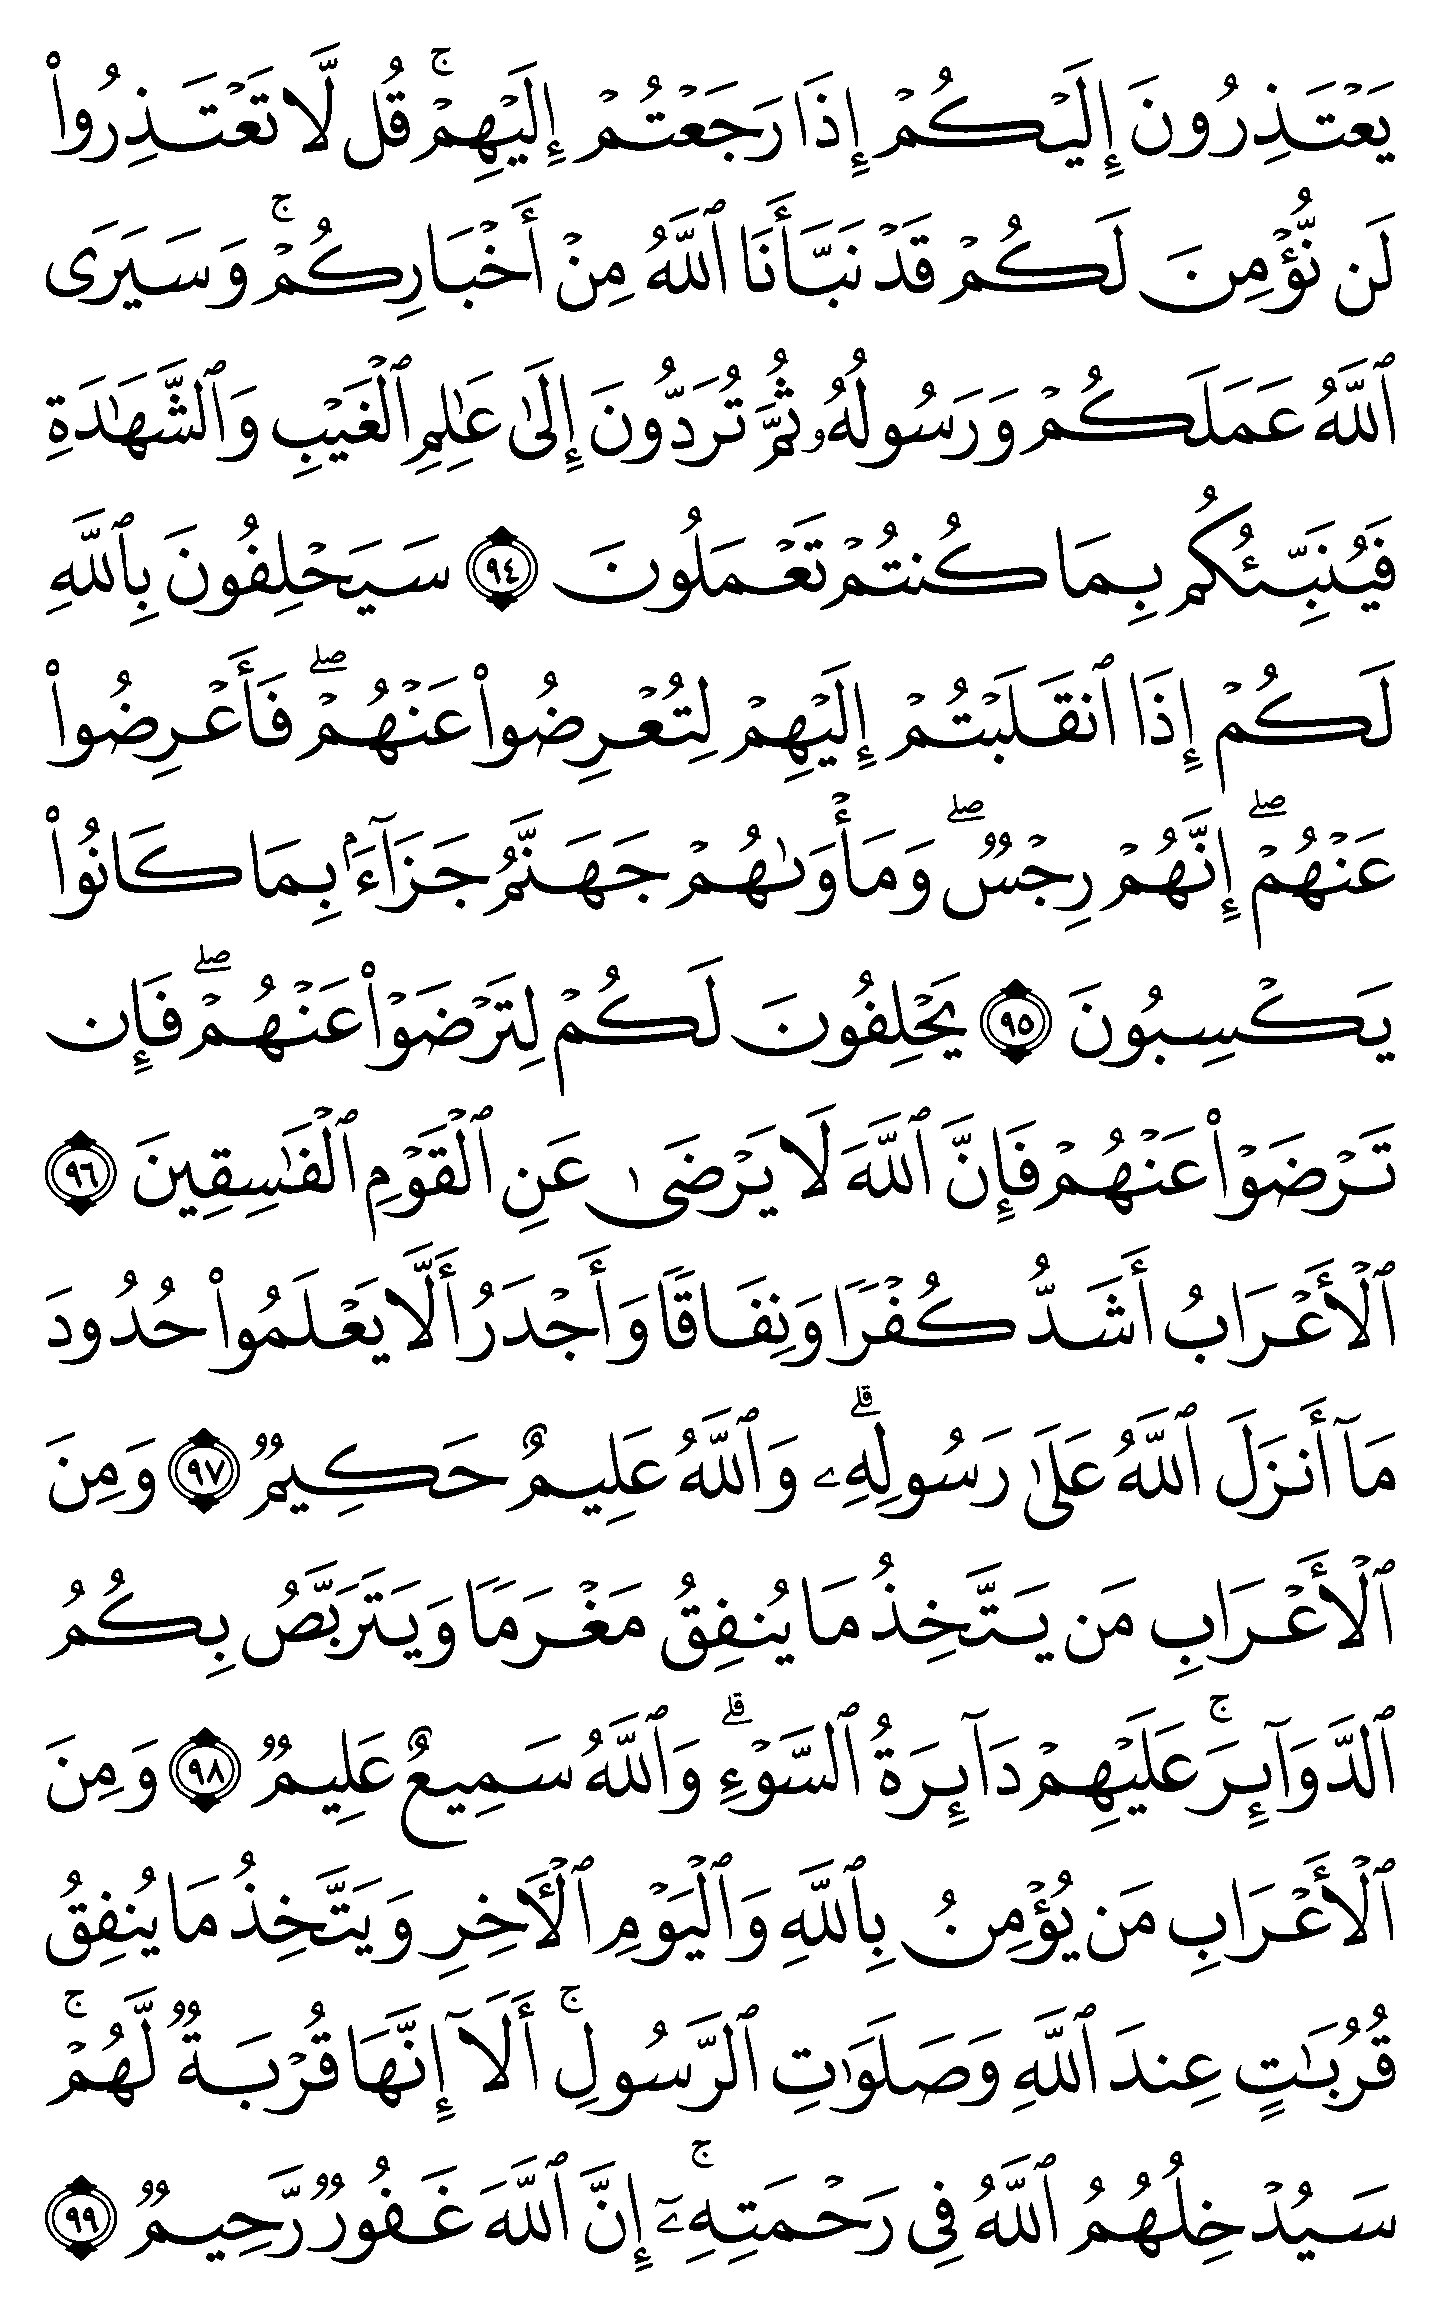 يَعۡتَذِرُونَ إِلَيۡكُمۡ إِذَا رَجَعۡتُمۡ إِلَيۡهِمۡۚ قُل لَّا تَعۡتَذِرُواْ
لَن نُّؤۡمِنَ لَكُمۡ قَدۡ نَبَّأَنَا ٱللَّهُ مِنۡ أَخۡبَارِكُمۡۚ وَسَيَرَى
ٱللَّهُ عَمَلَكُمۡ وَرَسُولُهُۥ ثُمَّ تُرَدُّونَ إِلَىٰ عَٰلِمِ ٱلۡغَيۡبِ وَٱلشَّهَٰدَةِ
فَيُنَبِّئُكُم بِمَا كُنتُمۡ تَعۡمَلُونَ ٩٤ سَيَحۡلِفُونَ بِٱللَّهِ
لَكُمۡ إِذَا ٱنقَلَبۡتُمۡ إِلَيۡهِمۡ لِتُعۡرِضُواْ عَنۡهُمۡۖ فَأَعۡرِضُواْ
عَنۡهُمۡۖ إِنَّهُمۡ رِجۡسٞۖ وَمَأۡوَىٰهُمۡ جَهَنَّمُ جَزَآءَۢ بِمَا كَانُواْ
يَكۡسِبُونَ ٩٥ يَحۡلِفُونَ لَكُمۡ لِتَرۡضَوۡاْ عَنۡهُمۡۖ فَإِن
تَرۡضَوۡاْ عَنۡهُمۡ فَإِنَّ ٱللَّهَ لَا يَرۡضَىٰ عَنِ ٱلۡقَوۡمِ ٱلۡفَٰسِقِينَ ٩٦
ٱلۡأَعۡرَابُ أَشَدُّ كُفۡرٗا وَنِفَاقٗا وَأَجۡدَرُ أَلَّا يَعۡلَمُواْ حُدُودَ
مَآ أَنزَلَ ٱللَّهُ عَلَىٰ رَسُولِهِۦۗ وَٱللَّهُ عَلِيمٌ حَكِيمٞ ٩٧ وَمِنَ
ٱلۡأَعۡرَابِ مَن يَتَّخِذُ مَا يُنفِقُ مَغۡرَمٗا وَيَتَرَبَّصُ بِكُمُ
ٱلدَّوَآئِرَۚ عَلَيۡهِمۡ دَآئِرَةُ ٱلسَّوۡءِۗ وَٱللَّهُ سَمِيعٌ عَلِيمٞ ٩٨ وَمِنَ
ٱلۡأَعۡرَابِ مَن يُؤۡمِنُ بِٱللَّهِ وَٱلۡيَوۡمِ ٱلۡأٓخِرِ وَيَتَّخِذُ مَا يُنفِقُ
قُرُبَٰتٍ عِندَ ٱللَّهِ وَصَلَوَٰتِ ٱلرَّسُولِۚ أَلَآ إِنَّهَا قُرۡبَةٞ لَّهُمۡۚ
سَيُدۡخِلُهُمُ ٱللَّهُ فِي رَحۡمَتِهِۦٓۚ إِنَّ ٱللَّهَ غَفُورٞ رَّحِيمٞ ٩٩